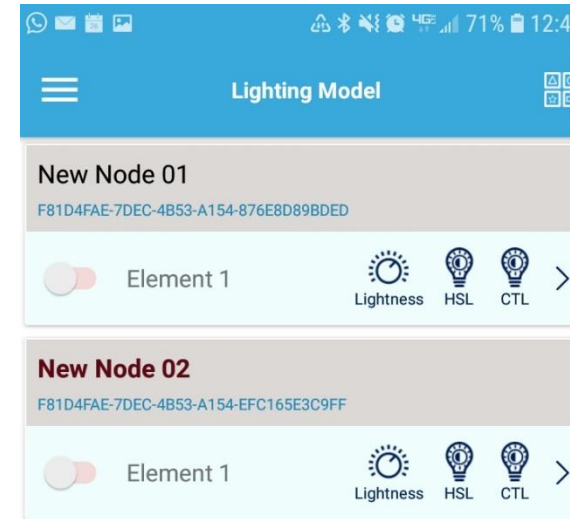 4GE 71% 12:4
Lighting Model
New Node 01
F81D4FAE-7DEC-4B53-A154-876E8D89BDED
Element 1
Lightness HSL CTL
New Node 02
F81D4FAE-7DEC-4B53-A154-EFC165E3C9FF
Element 1
Lightness HSL CTL